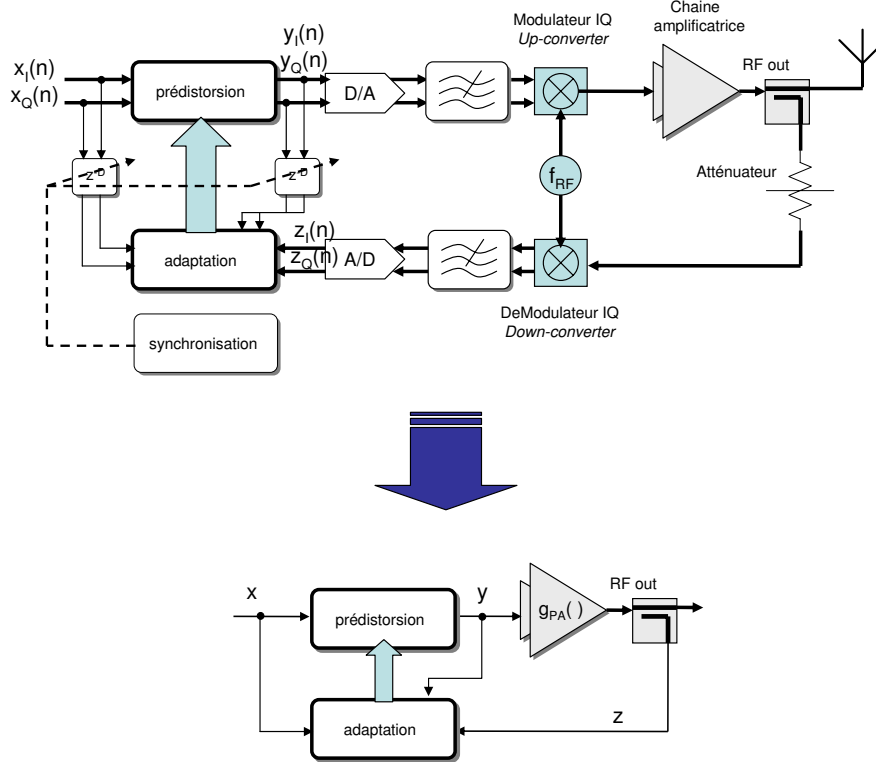 y_I(n)
y_Q(n)
x_I(n)
x_Q(n)
prédistorsion
D/A
Modulateur IQ
Up-converter
Chaine
amplificatrice
RF out
z^-D
z^-D
f_RF
Atténuateur
z_I(n)
z_Q(n)
adaptation
A/D
DeModulateur IQ
Down-converter
synchronisation
x
prédistorsion
y
g_PA( )
RF out
adaptation
z